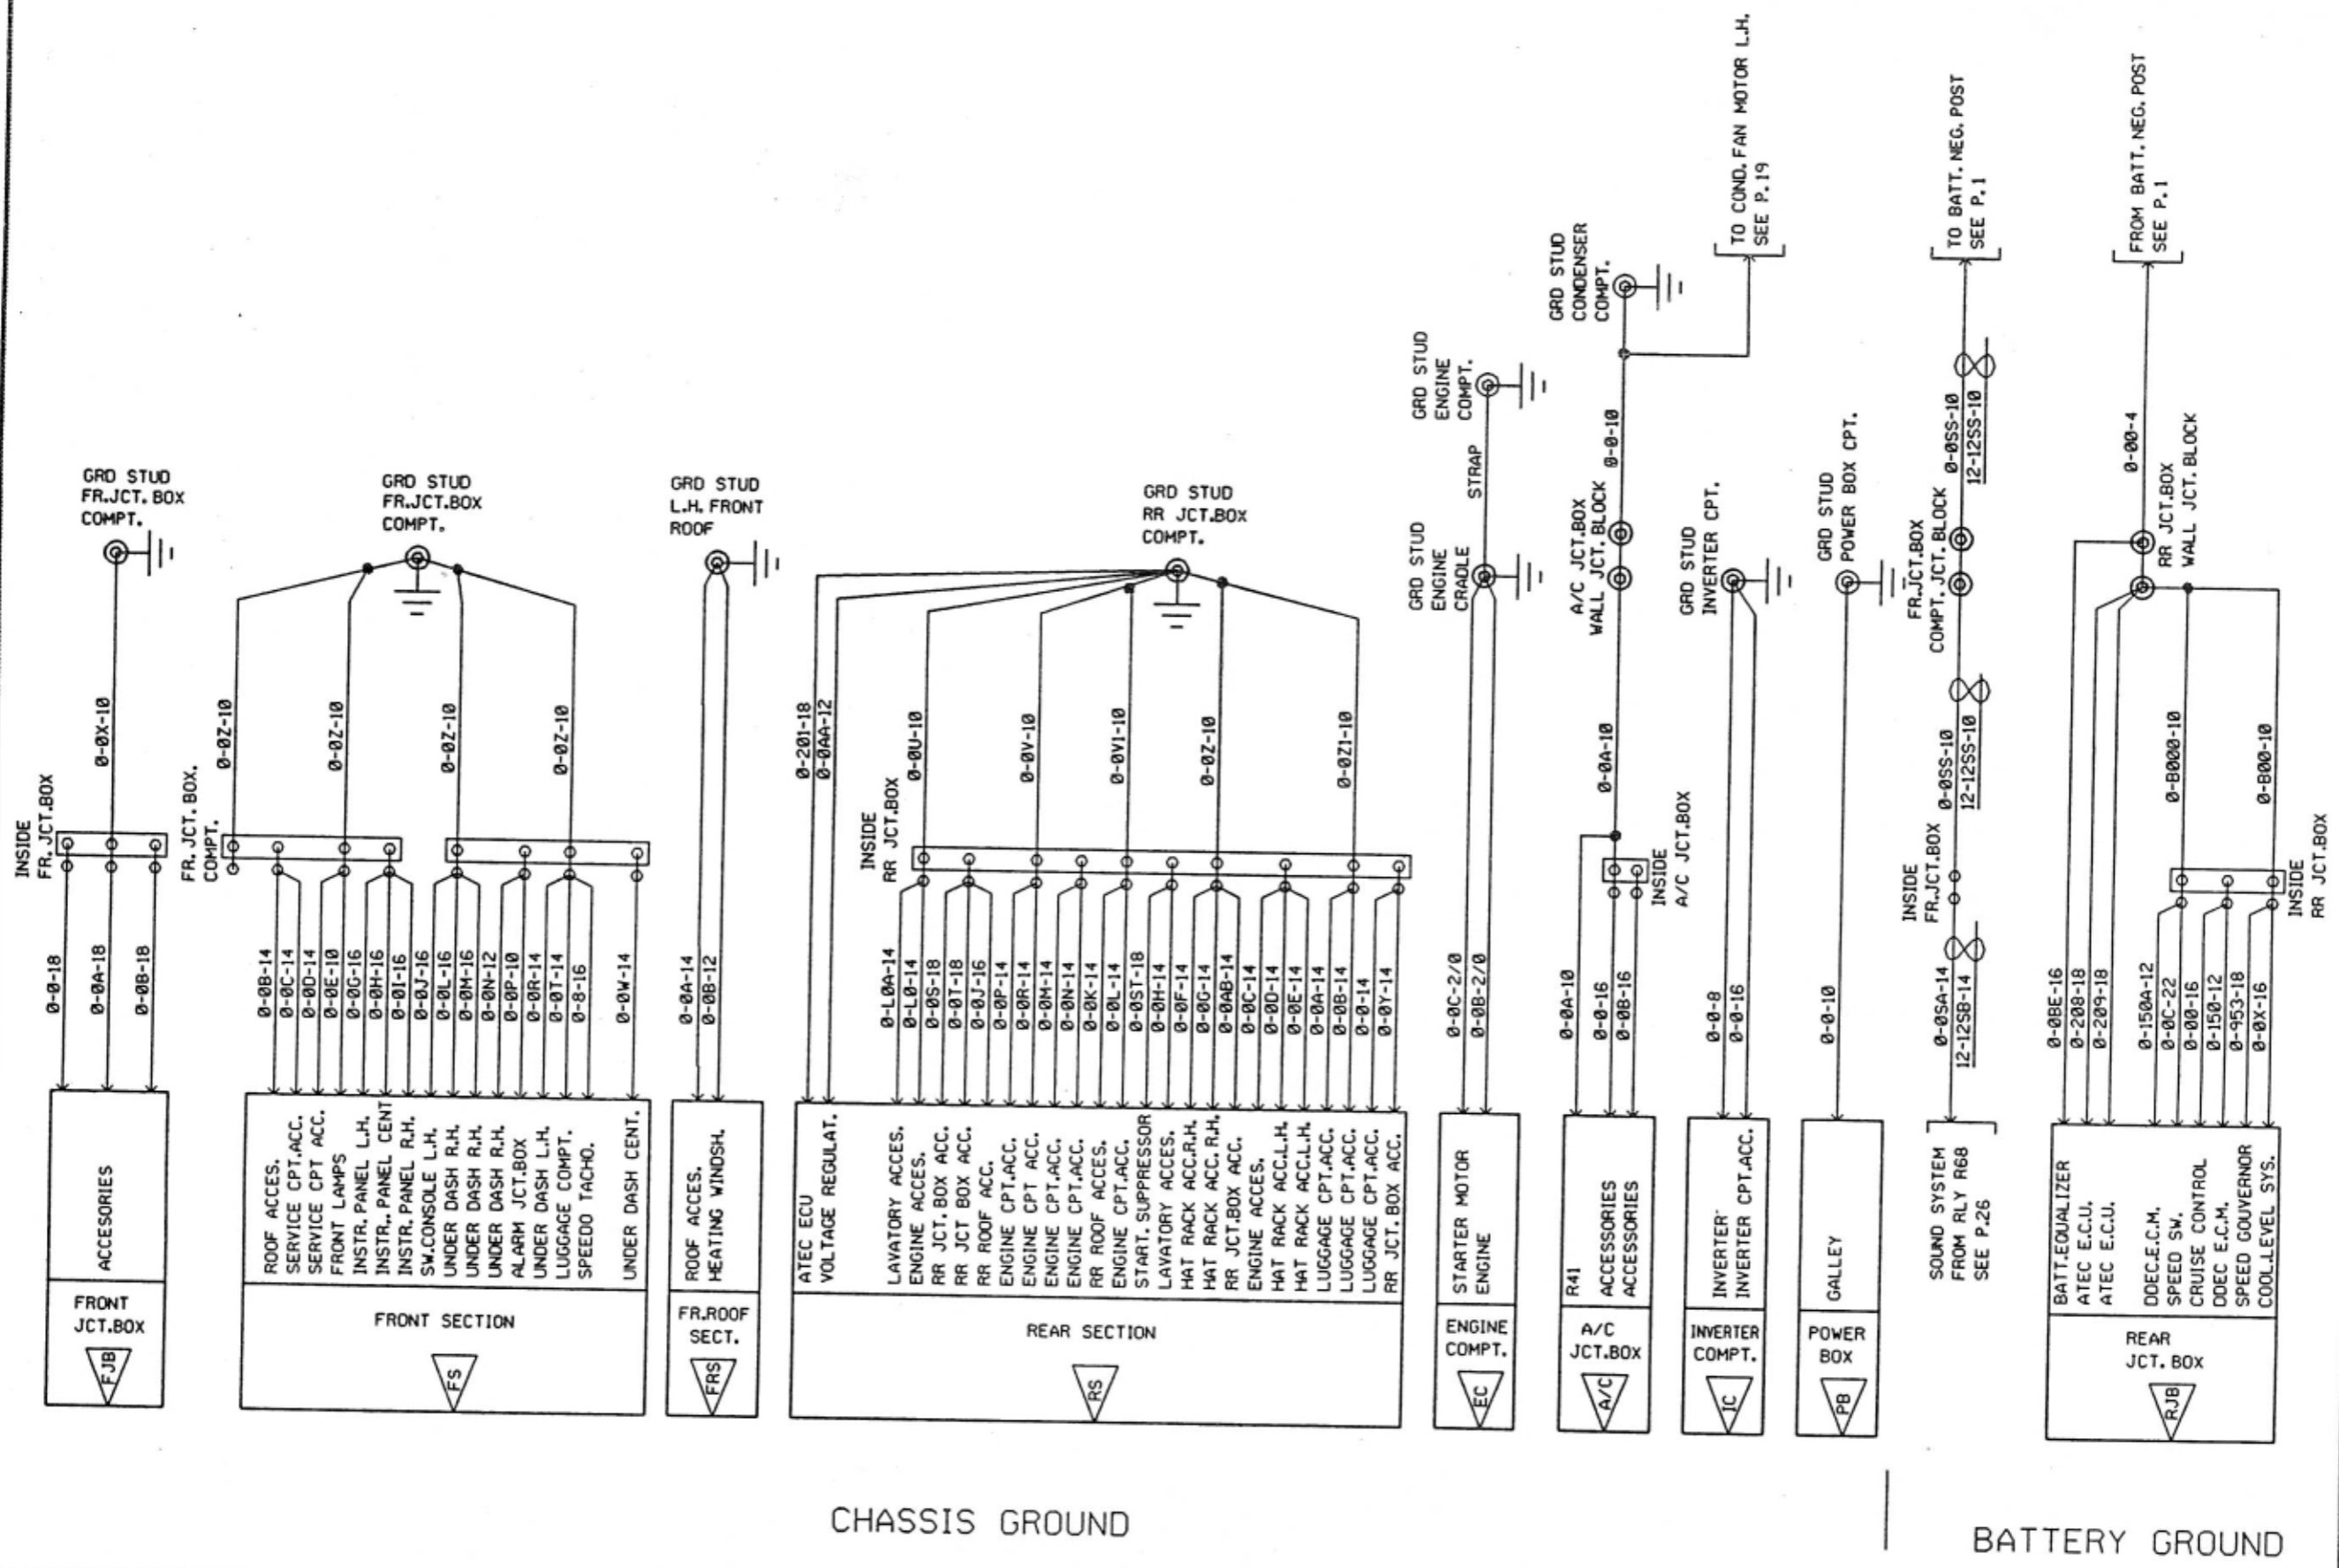 GRD STUD
FR.JCT. BOX
COMPT.
INSIDE
FR.JCT.BOX
0-0X-10
0-0-18
0-0A-18
0-0B-18
ACCESORIES
FRONT
JCT.BOX
FJB
GRD STUD
FR.JCT.BOX
COMPT.
FR. JCT. BOX.
COMPT.
0-0Z-10
0-0Z-10
0-0Z-10
0-0Z-10
0-0B-14
0-0C-14
0-0D-14
0-0E-10
0-0G-16
0-0H-16
0-0I-16
0-0J-16
0-0L-16
0-0M-16
0-0N-12
0-0P-10
0-0R-14
0-0T-14
0-8-16
0-0W-14
ROOF ACCES.
SERVICE CPT.ACC.
SERVICE CPT ACC.
FRONT LAMPS
INSTR.PANEL L.H.
INSTR.. PANEL CENT
INSTR.PANEL R.H.
SW.CONSOLE L.H.
UNDER DASH R.H.
UNDER DASH R.H.
UNDER DASH R.H.
ALARM JCT.BOX
UNDER DASH L.H.
LUGGAGE COMPT.
SPEEDO TACHO.
UNDER DASH CENT.
FRONT SECTION
FS
GRD STUD
L.H. FRONT
ROOF
0-0A-14
0-0B-12
ROOF ACCES.
HEATING WINDSH.
FR.ROOF
SECT.
FRS
GRD STUD
RR JCT.BOX
COMPT.
0-201-18
0-0AA-12
INSIDE
RR JCT.BOX
0-0U-10
0-0V-10
0-0V1-10
0-0Z-10
0-0Z1-10
0-L0A-14
0-L0-14
0-0S-18
0-0T-18
0-0J-16
0-0P-14
0-0R-14
0-0M-14
0-0N-14
0-0K-14
0-0L-14
0-0ST-18
0-0H-14
0-0F-14
0-0G-14
0-0AB-14
0-0C-14
0-0D-14
0-0E-14
0-0A-14
0-0B-14
0-0-14
0-0Y-14
ATEC ECU
VOLTAGE REGULAT.
LAVATORY ACCES.
ENGINE ACCES.
RR JCT. BOX ACC.
RR JCT BOX ACC.
RR ROOF ACC.
ENGINE CPT.ACC.
ENGINE CPT ACC.
ENGINE CPT.ACC.
ENGINE CPT.ACC.
RR ROOF ACCES.
ENGINE CPT.ACC.
START. SUPPRESSOR
LAVATORY ACCES.
HAT RACK ACC.R.H.
HAT RACK ACC. R.H.
RR JCT.BOX ACC.
ENGINE ACCES.
HAT RACK ACC.L.H.
HAT RACK ACC.L.H.
LUGGAGE CPT.ACC.
LUGGAGE CPT.ACC.
LUGGAGE CPT.ACC.
RR JCT. BOX ACC.
REAR SECTION
RS
GRD STUD
ENGINE
COMPT.
STRAP
GRD STUD
ENGINE
CRADLE
0-0C-2/0
0-0B-2/0
STARTER MOTOR
ENGINE
ENGINE
COMPT.
EC
GRD STUD
CONDENSER
COMPT.
TO COND. FAN MOTOR L.H.
SEE P.19
0-0-10
A/C JCT.BOX
WALL JCT. BLOCK
0-0A-10
INSIDE
A/C JCT.BOX
0-0A-10
0-0-16
0-0B-16
R41
ACCESSORIES
ACCESSORIES
A/C
JCT.BOX
A/C
GRD STUD
INVERTER CPT.
0-0-8
0-0-16
INVERTER
INVERTER CPT.ACC.
INVERTER
COMPT.
IC
GRD STUD
POWER BOX CPT.
0-0-10
GALLEY
POWER
BOX
PB
TO BATT. NEG. POST
SEE P.1
0-0SS-10
12-12SS-10
FR.JCT.BOX
COMPT. JCT. BLOCK
0-0SS-10
12-12SS-10
INSIDE
FR.JCT.BOX
0-0SA-14
12-12SB-14
SOUND SYSTEM
FROM RLY R68
SEE P.26
FROM BATT. NEG. POST
SEE P.1
0-00-4
RR JCT.BOX
WALL JCT. BLOCK
0-B000-10
0-B00-10
INSIDE
RR JCT.BOX
0-0BE-16
0-208-18
0-209-18
0-150A-12
0-0C-22
0-00-16
0-150-12
0-953-18
0-0X-16
BATT.EQUALIZER
ATEC E.C.U.
ATEC E.C.U.
DDEC.E.C.M.
SPEED SW.
CRUISE CONTROL
DDEC E.C.M.
SPEED GOUVERNOR
COOL.LEVEL SYS.
REAR
JCT. BOX
RJB
CHASSIS GROUND
BATTERY GROUND